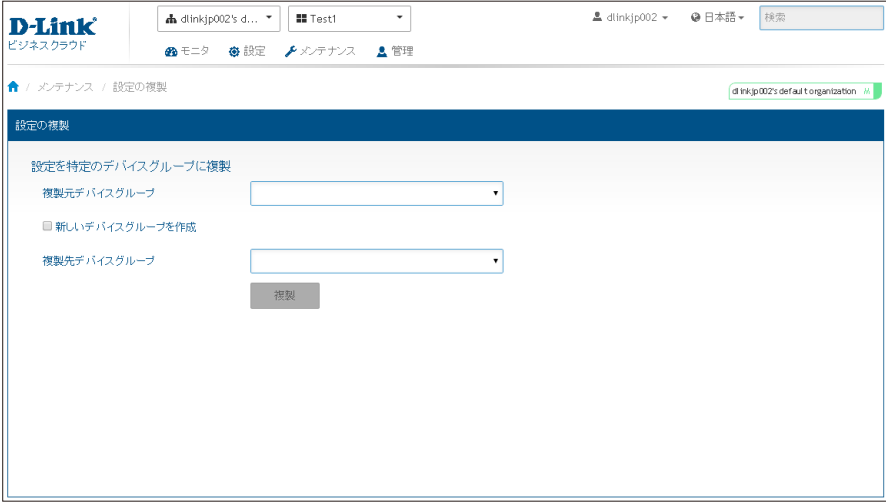 D-Link
ビジネスクラウド
dlinkjp002's d...
Test1
dlinkjp002
日本語
検索
モニタ 設定 メンテナンス 管理
/ メンテナンス / 設定の複製
dlinkjp002's default organization
設定の複製
設定を特定のデバイスグループに複製
複製元デバイスグループ
新しいデバイスグループを作成
複製先デバイスグループ
複製